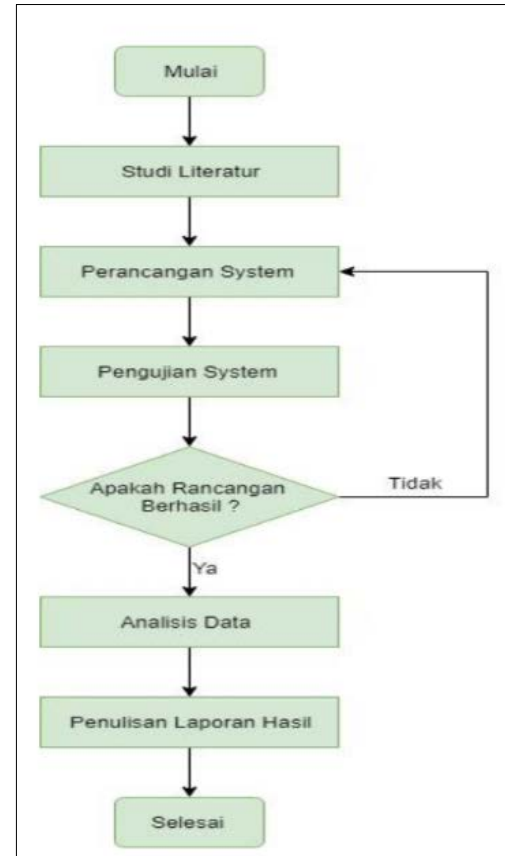 Mulai
Studi Literatur
Perancangan System
Pengujian System
Apakah Rancangan
Berhasil ?
Tidak
Ya
Analisis Data
Penulisan Laporan Hasil
Selesai